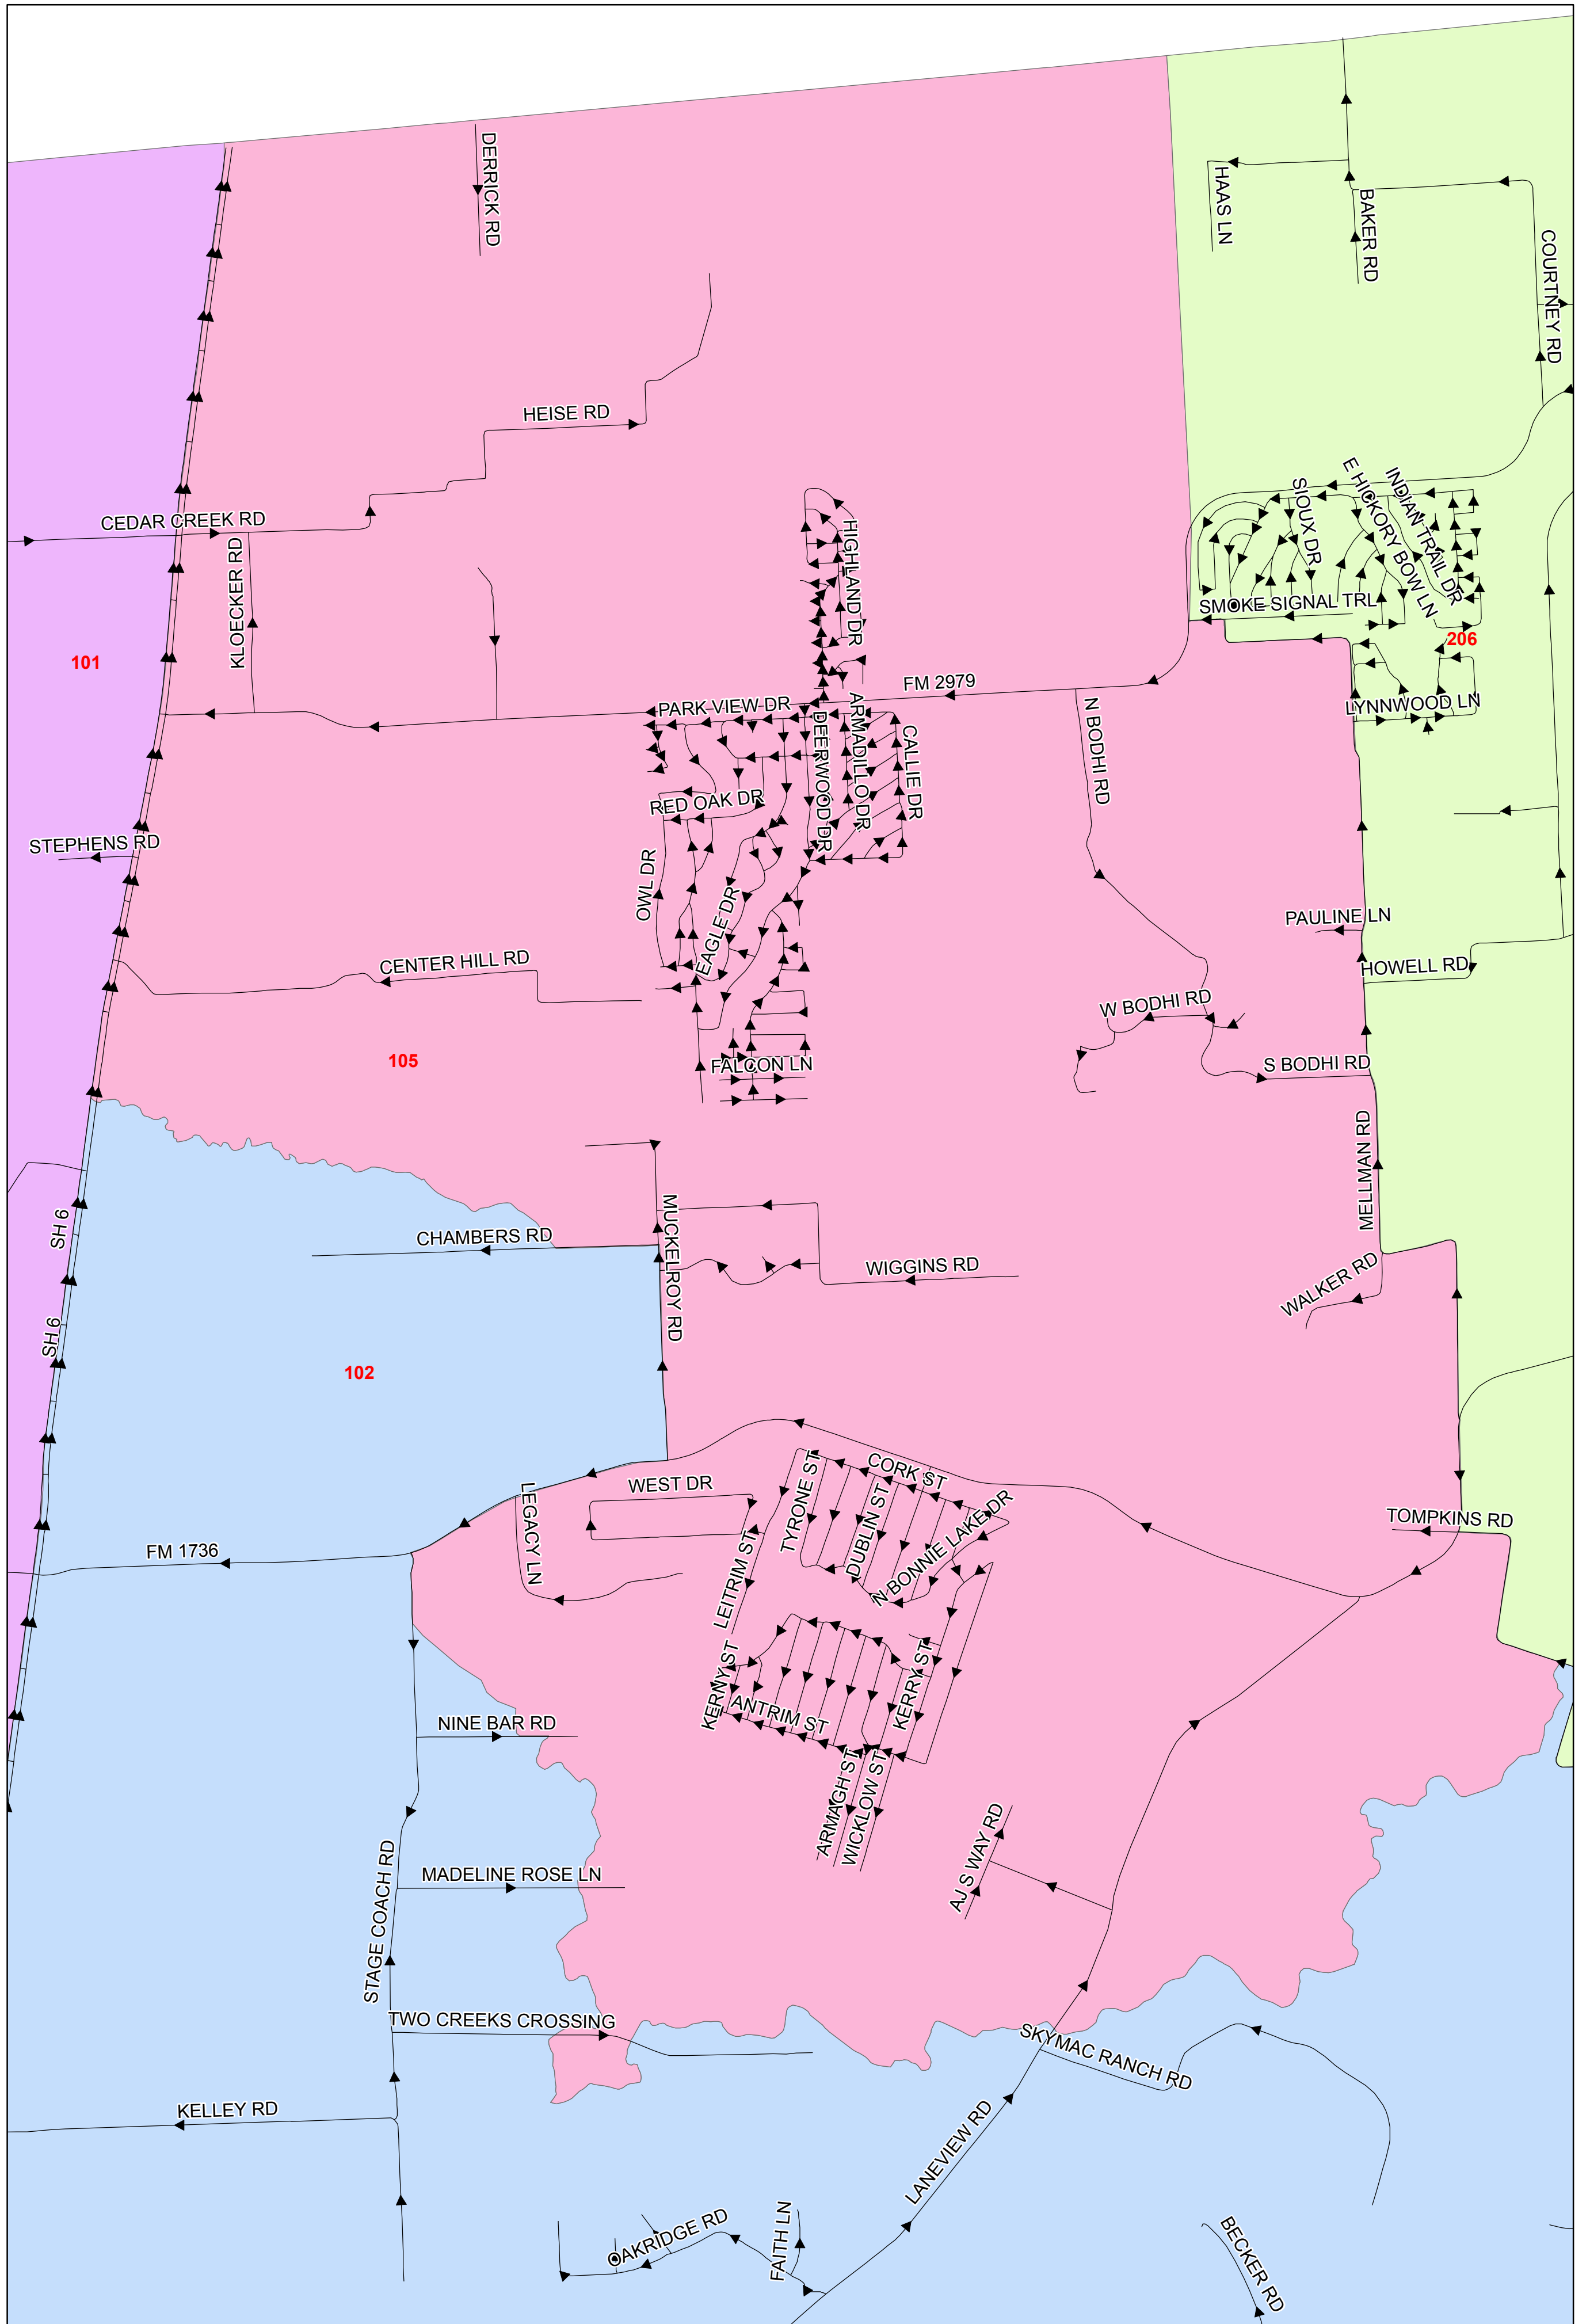 DERRICK RD
HAAS LN
BAKER RD
COURTNEY RD
HEISE RD
CEDAR CREEK RD
KLOECKER RD
HIGHLAND DR
SIOUX DR
E HICKORY BOW LN
INDIAN TRAIL DR
SMOKE SIGNAL TRL
206
101
FM 2979
PARK VIEW DR
LYNNWOOD LN
DEERWOOD DR
ARMADILLO DR
CALLIE DR
N BODHI RD
RED OAK DR
STEPHENS RD
OWL DR
EAGLE DR
PAULINE LN
CENTER HILL RD
HOWELL RD
W BODHI RD
105
FALCON LN
S BODHI RD
MELLMAN RD
SH 6
MUCKELROY RD
CHAMBERS RD
WIGGINS RD
WALKER RD
SH 6
102
CORK ST
TYRONE ST
WEST DR
LEGACY LN
DUBLIN ST
N BONNIE LAKE DR
TOMPKINS RD
FM 1736
LEITRIM ST
KERNY ST
KERRY ST
ANTRIM ST
NINE BAR RD
ARMAGH ST
WICKLOW ST
AJ S WAY RD
MADELINE ROSE LN
STAGE COACH RD
TWO CREEKS CROSSING
SKYMAC RANCH RD
KELLEY RD
LANEVIEW RD
OAKRIDGE RD
FAITH LN
BECKER RD